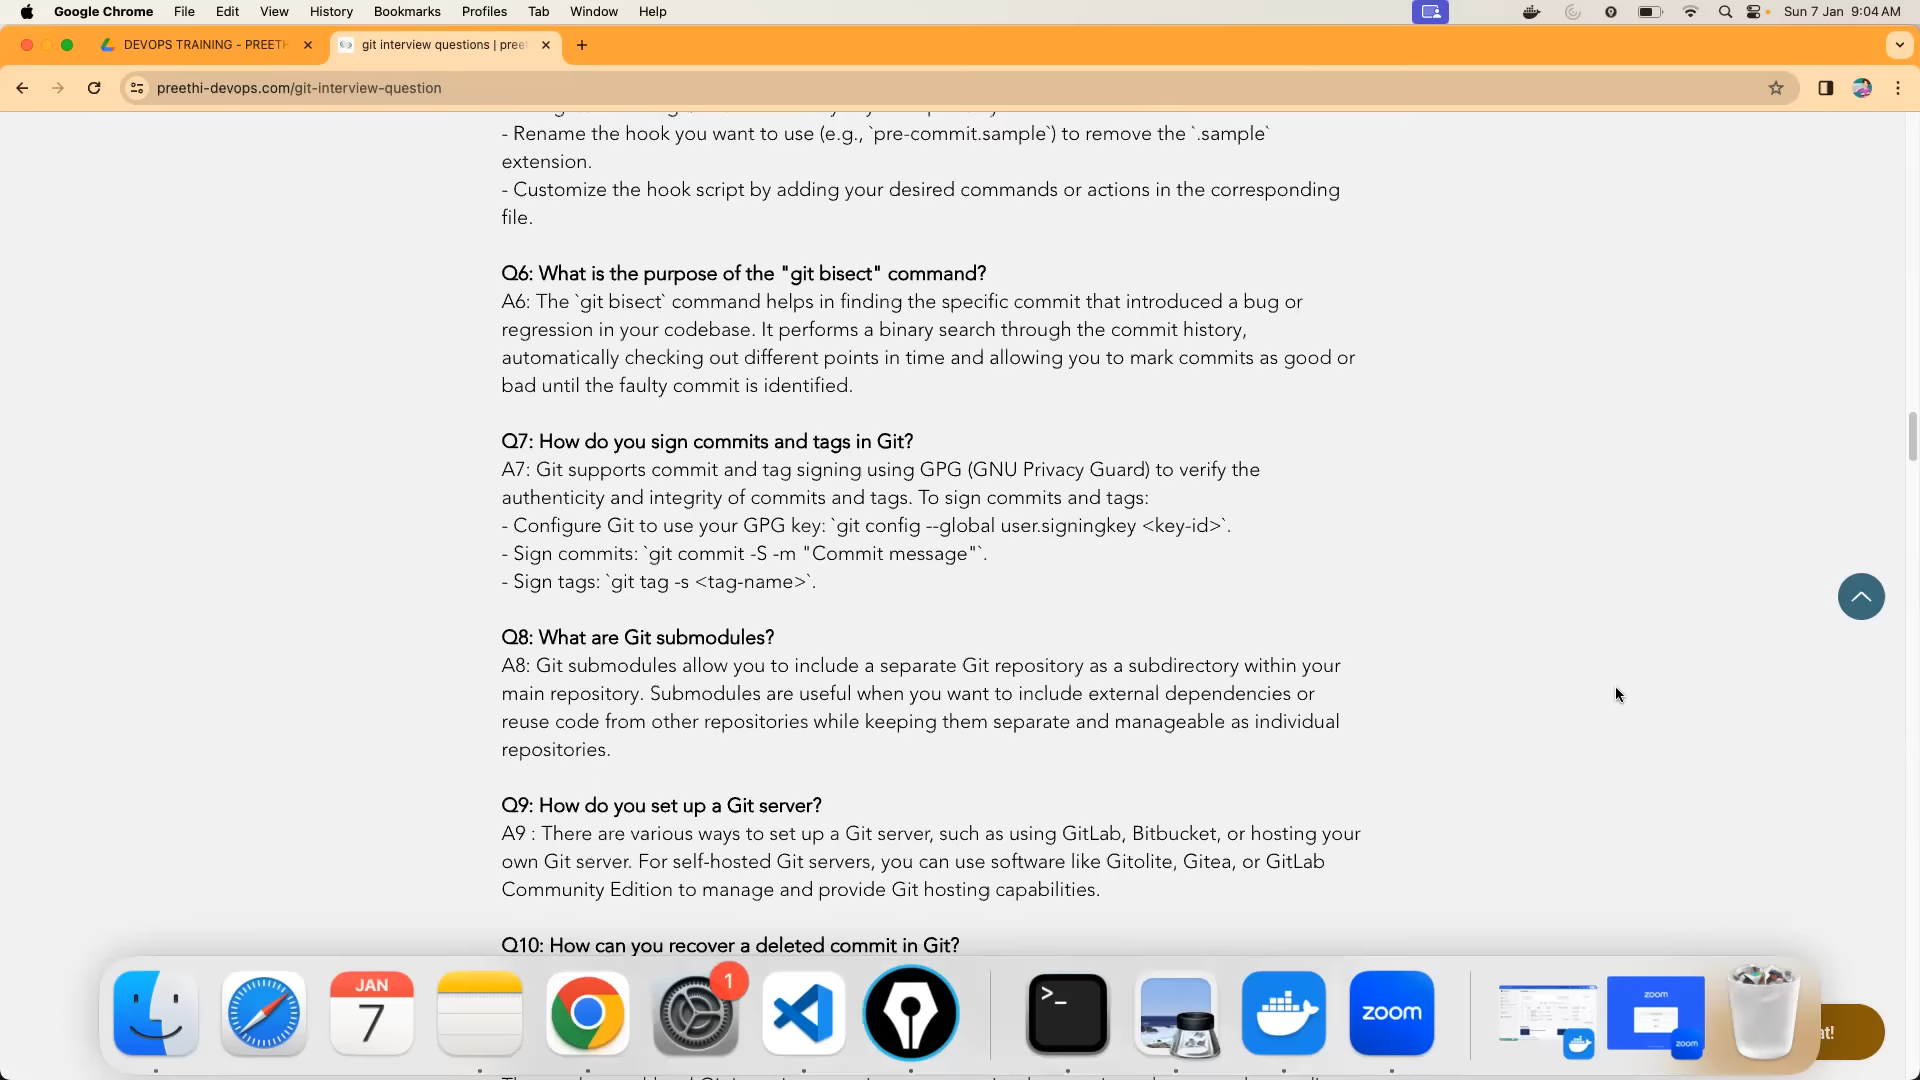 Google Chrome File Edit View History Bookmarks Profiles Tab Window Help Sun 7 Jan 9:04 AM
DEVOPS TRAINING - PREETH git interview questions | pree
preethi-devops.com/git-interview-question
- Rename the hook you want to use (e.g., `pre-commit.sample`) to remove the `.sample`
extension.
- Customize the hook script by adding your desired commands or actions in the corresponding
file.
Q6: What is the purpose of the "git bisect" command?
A6: The `git bisect` command helps in finding the specific commit that introduced a bug or
regression in your codebase. It performs a binary search through the commit history,
automatically checking out different points in time and allowing you to mark commits as good or
bad until the faulty commit is identified.
Q7: How do you sign commits and tags in Git?
A7: Git supports commit and tag signing using GPG (GNU Privacy Guard) to verify the
authenticity and integrity of commits and tags. To sign commits and tags:
- Configure Git to use your GPG key: `git config --global user.signingkey <key-id>`.
- Sign commits: `git commit -S -m "Commit message"`.
- Sign tags: `git tag -s <tag-name>`.
Q8: What are Git submodules?
A8: Git submodules allow you to include a separate Git repository as a subdirectory within your
main repository. Submodules are useful when you want to include external dependencies or
reuse code from other repositories while keeping them separate and manageable as individual
repositories.
Q9: How do you set up a Git server?
A9 : There are various ways to set up a Git server, such as using GitLab, Bitbucket, or hosting your
own Git server. For self-hosted Git servers, you can use software like Gitolite, Gitea, or GitLab
Community Edition to manage and provide Git hosting capabilities.
Q10: How can you recover a deleted commit in Git?
JAN
7
1
>_
zoom
zoom
zoom
at!